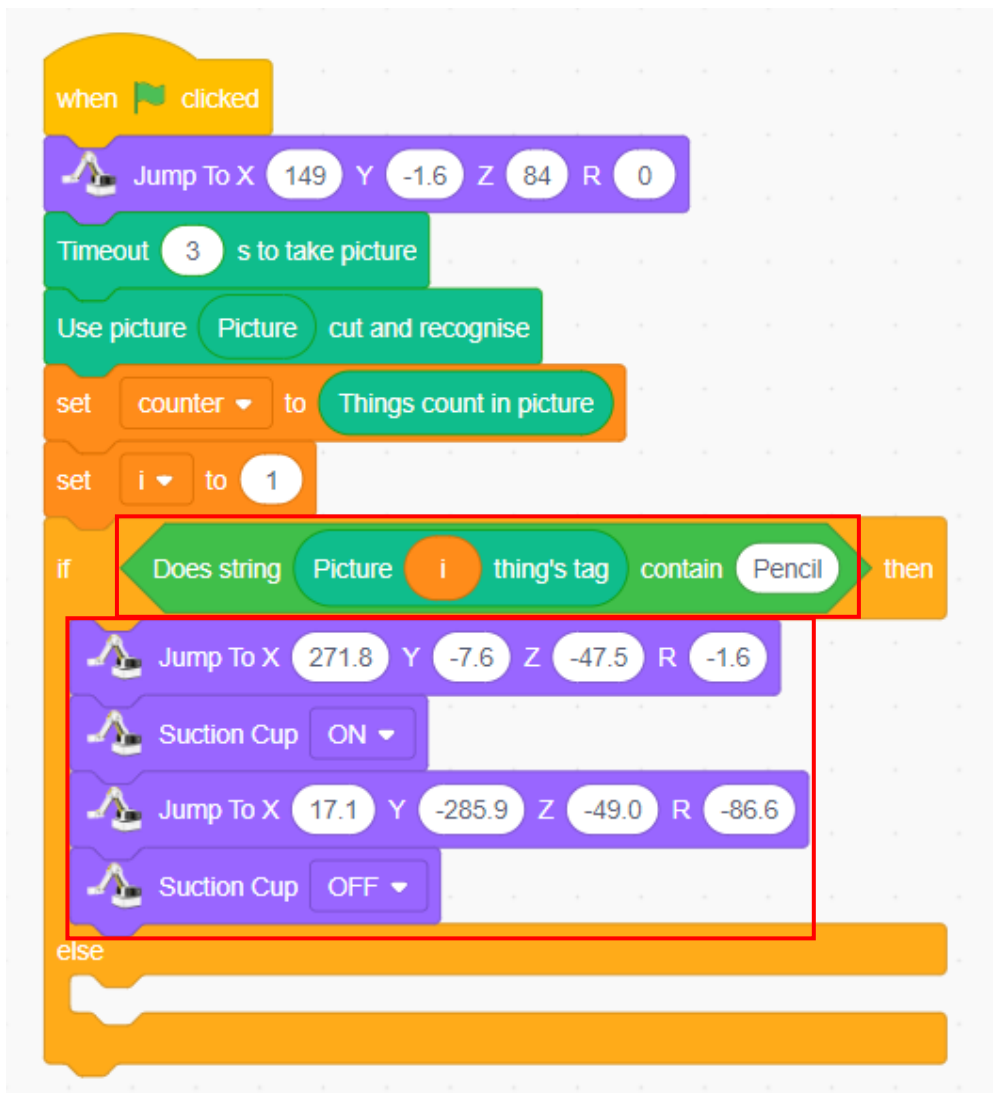 when clicked
Jump To X 149 Y -1.6 Z 84 R 0
Timeout 3 s to take picture
Use picture Picture cut and recognise
set counter to Things count in picture
set i to 1
if Does string Picture i thing's tag contain Pencil then
Jump To X 271.8 Y -7.6 Z -47.5 R -1.6
Suction Cup ON
Jump To X 17.1 Y -285.9 Z -49.0 R -86.6
Suction Cup OFF
else